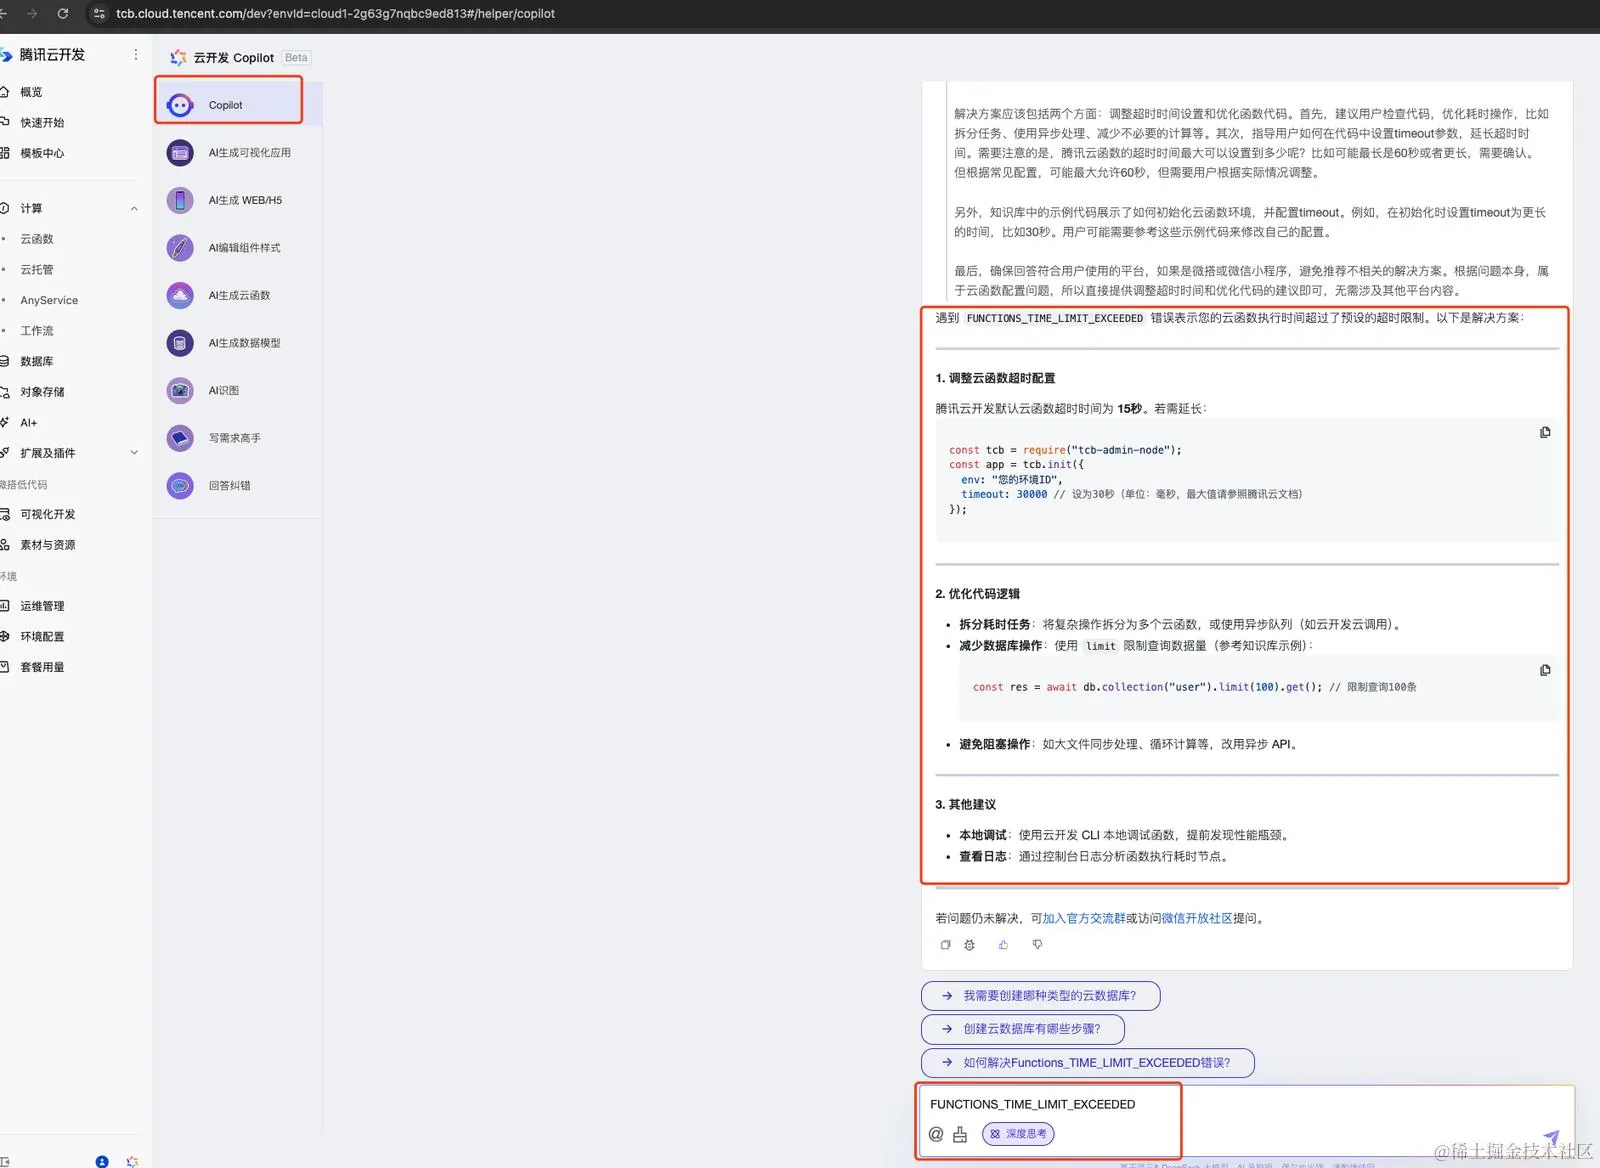 tcb.cloud.tencent.com/dev?envId=cloud1-2g63g7nqbc9ed813#/helper/copilot
腾讯云开发
概览
快速开始
模板中心
计算
云函数
云托管
AnyService
工作流
数据库
对象存储
AI+
扩展及插件
微搭低代码
可视化开发
素材与资源
环境
运维管理
环境配置
套餐用量
云开发 Copilot Beta
Copilot
AI生成可视化应用
AI生成 WEB/H5
AI编辑组件样式
AI生成云函数
AI生成数据模型
AI识图
写需求高手
回答纠错
解决方案应该包括两个方面：调整超时时间设置和优化函数代码。首先，建议用户检查代码，优化耗时操作，比如
拆分任务、使用异步处理、减少不必要的计算等。其次，指导用户如何在代码中设置timeout参数，延长超时时
间。需要注意的是，腾讯云函数的超时时间最大可以设置到多少呢？比如可能最长是60秒或者更长，需要确认。
但根据常见配置，可能最大允许60秒，但需要用户根据实际情况调整。
另外，知识库中的示例代码展示了如何初始化云函数环境，并配置timeout。例如，在初始化时设置timeout为更长
的时间，比如30秒。用户可能需要参考这些示例代码来修改自己的配置。
最后，确保回答符合用户使用的平台，如果是微搭或微信小程序，避免推荐不相关的解决方案。根据问题本身，属
于云函数配置问题，所以直接提供调整超时时间和优化代码的建议即可，无需涉及其他平台内容。
遇到 FUNCTIONS_TIME_LIMIT_EXCEEDED 错误表示您的云函数执行时间超过了预设的超时限制。以下是解决方案：
1. 调整云函数超时配置
腾讯云开发默认云函数超时时间为 15秒。若需延长：
const tcb = require("tcb-admin-node");
const app = tcb.init({
env: "您的环境ID",
timeout: 30000 // 设为30秒（单位：毫秒，最大值请参照腾讯云文档）
});
2. 优化代码逻辑
• 拆分耗时任务：将复杂操作拆分为多个云函数，或使用异步队列（如云开发云调用）。
• 减少数据库操作：使用 limit 限制查询数据量（参考知识库示例）：
const res = await db.collection("user").limit(100).get(); // 限制查询100条
• 避免阻塞操作：如大文件同步处理、循环计算等，改用异步 API。
3. 其他建议
• 本地调试：使用云开发 CLI 本地调试函数，提前发现性能瓶颈。
• 查看日志：通过控制台日志分析函数执行耗时节点。
若问题仍未解决，可加入官方交流群或访问微信开放社区提问。
→ 我需要创建哪种类型的云数据库？
→ 创建云数据库有哪些步骤？
→ 如何解决Functions_TIME_LIMIT_EXCEEDED错误？
FUNCTIONS_TIME_LIMIT_EXCEEDED
@ 深度思考
@稀土掘金技术社区